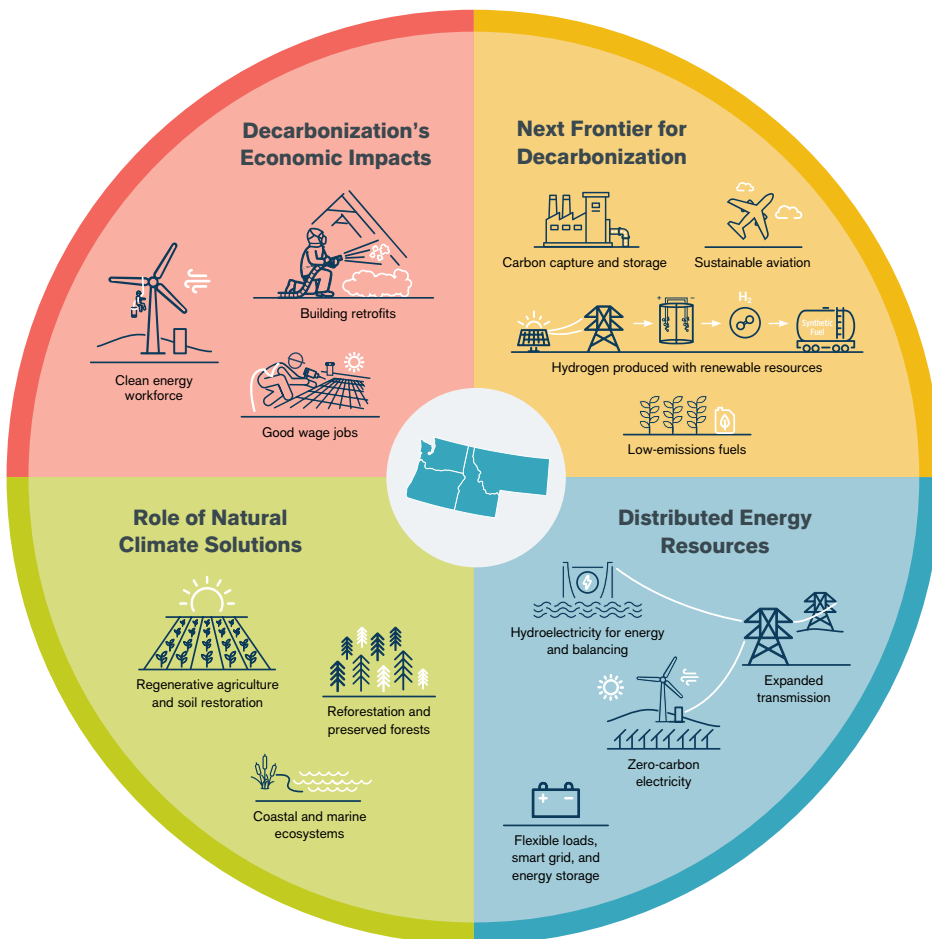 Decarbonization's
Economic Impacts
Building retrofits
Clean energy
workforce
Good wage jobs
Next Frontier for
Decarbonization
Carbon capture and storage
Sustainable aviation
+ −
H₂
Synthetic
Fuel
Hydrogen produced with renewable resources
Low-emissions fuels
Role of Natural
Climate Solutions
Regenerative agriculture
and soil restoration
Reforestation and
preserved forests
Coastal and marine
ecosystems
Distributed Energy
Resources
Hydroelectricity for energy
and balancing
Expanded
transmission
Zero-carbon
electricity
+ −
Flexible loads,
smart grid, and
energy storage